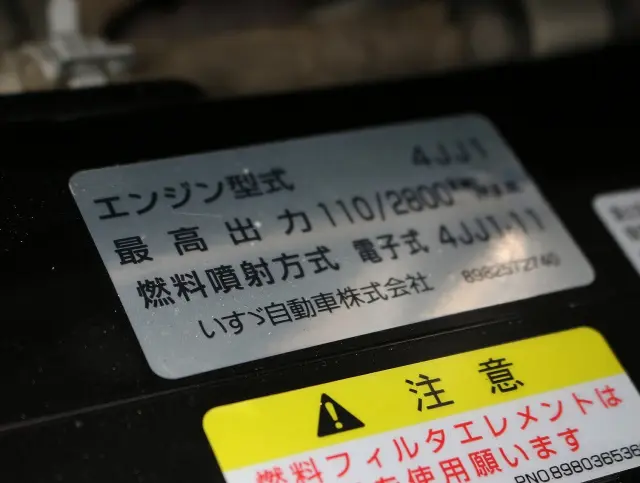 エンジン型式 4JJ1
最高出力 110/2800
燃料噴射方式 電子式 4JJ1-11
いすゞ自動車株式会社 8982572740
注意
燃料フィルタエレメントは
を使用願います
PNO898036536